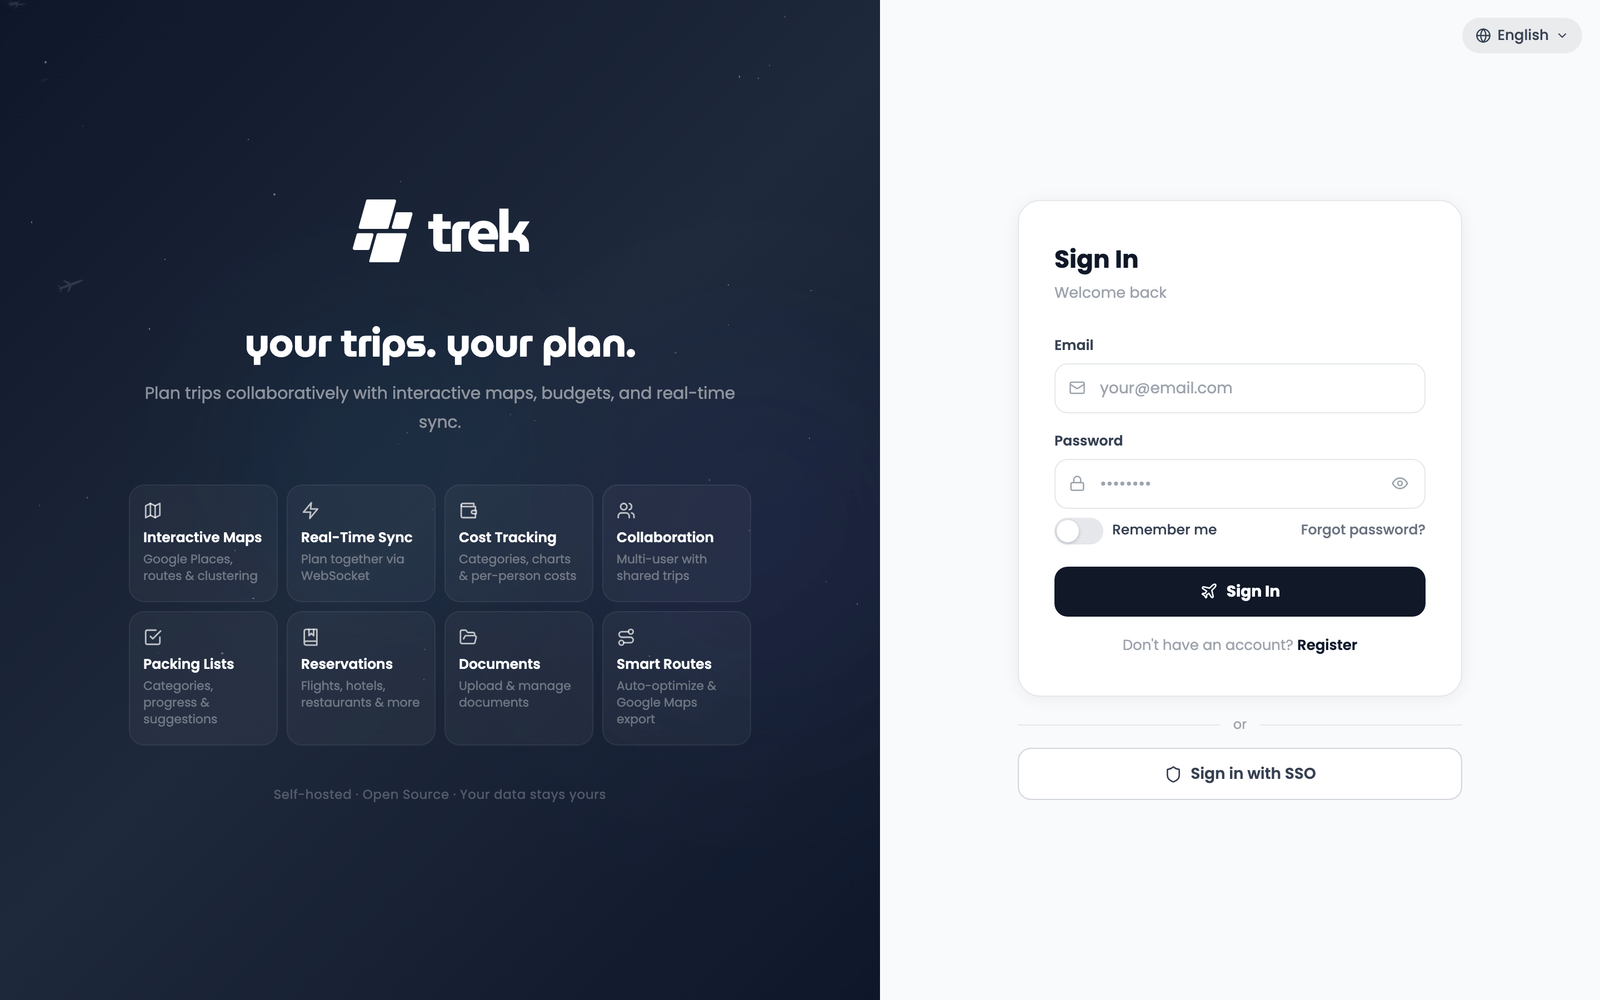 trek
your trips. your plan.
Plan trips collaboratively with interactive maps, budgets, and real-time
sync.
Interactive Maps
Google Places,
routes & clustering
Real-Time Sync
Plan together via
WebSocket
Cost Tracking
Categories, charts
& per-person costs
Collaboration
Multi-user with
shared trips
Packing Lists
Categories,
progress &
suggestions
Reservations
Flights, hotels,
restaurants & more
Documents
Upload & manage
documents
Smart Routes
Auto-optimize &
Google Maps
export
Self-hosted · Open Source · Your data stays yours
English
Sign In
Welcome back
Email
your@email.com
Password
••••••••
Remember me
Forgot password?
Sign In
Don't have an account? Register
or
Sign in with SSO